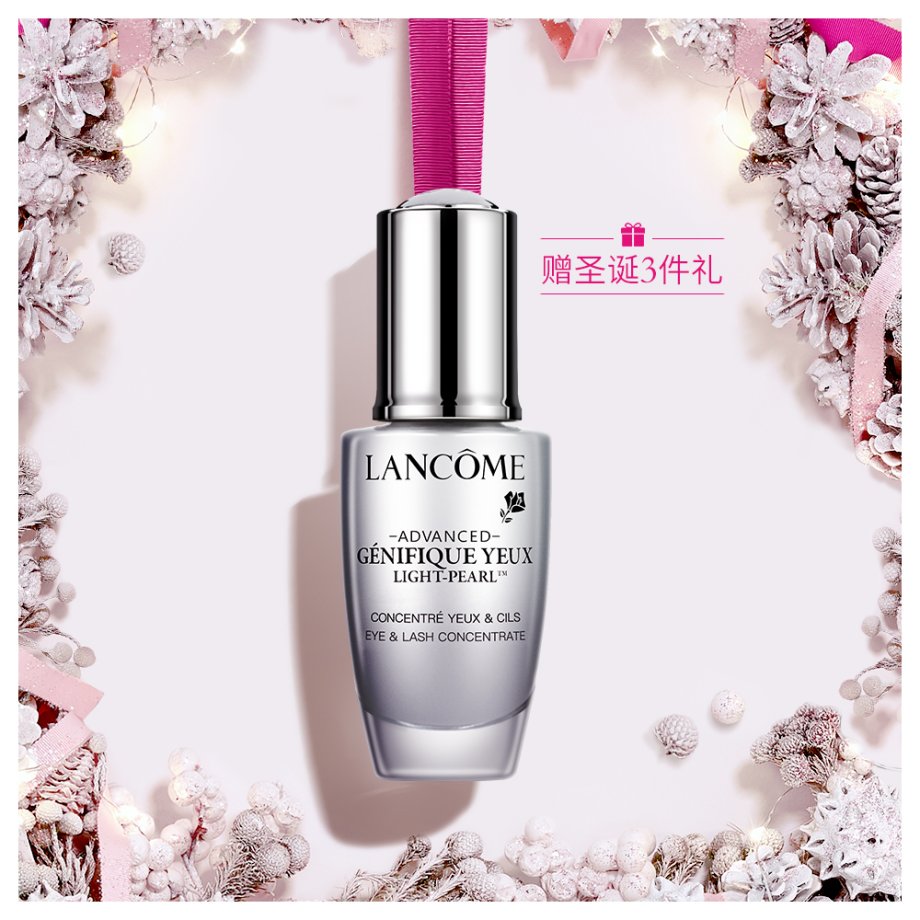 赠圣诞3件礼
LANCÔME
-ADVANCED-
GÉNIFIQUE YEUX
LIGHT-PEARL™
CONCENTRÉ YEUX & CILS
EYE & LASH CONCENTRATE